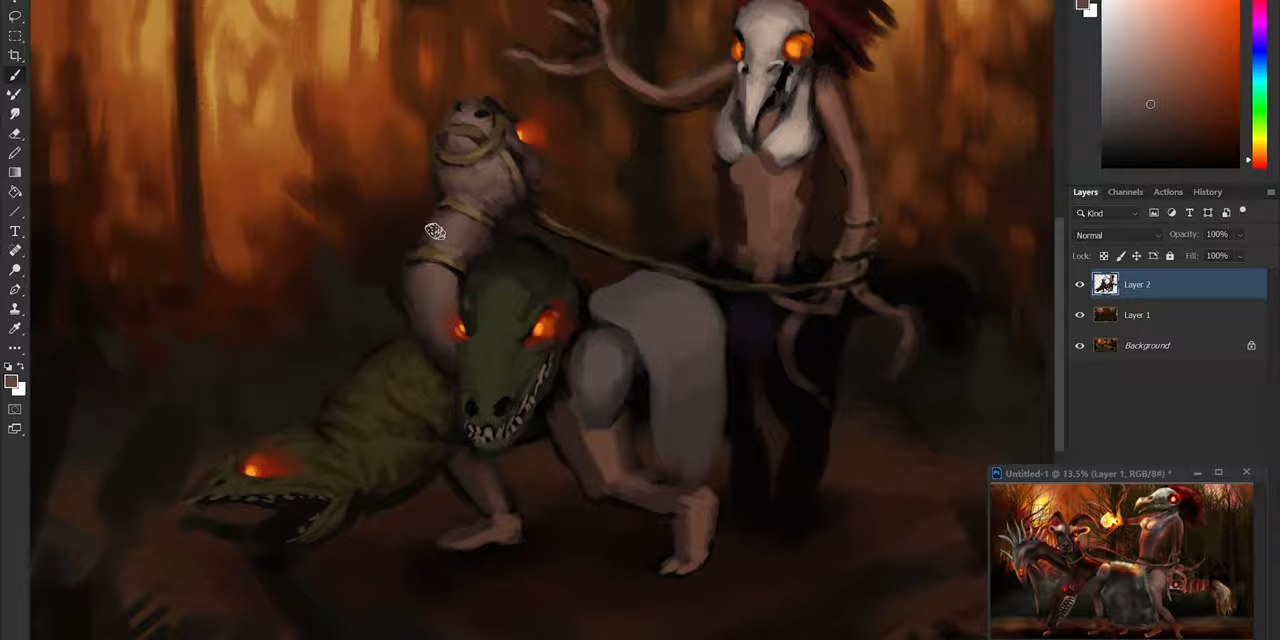 Layers Channels Actions History
Kind
Normal Opacity: 100%
Lock: Fill: 100%
Layer 2
Layer 1
Background
Untitled-1 @ 13.5% (Layer 1, RGB/8#) *
T
Ps